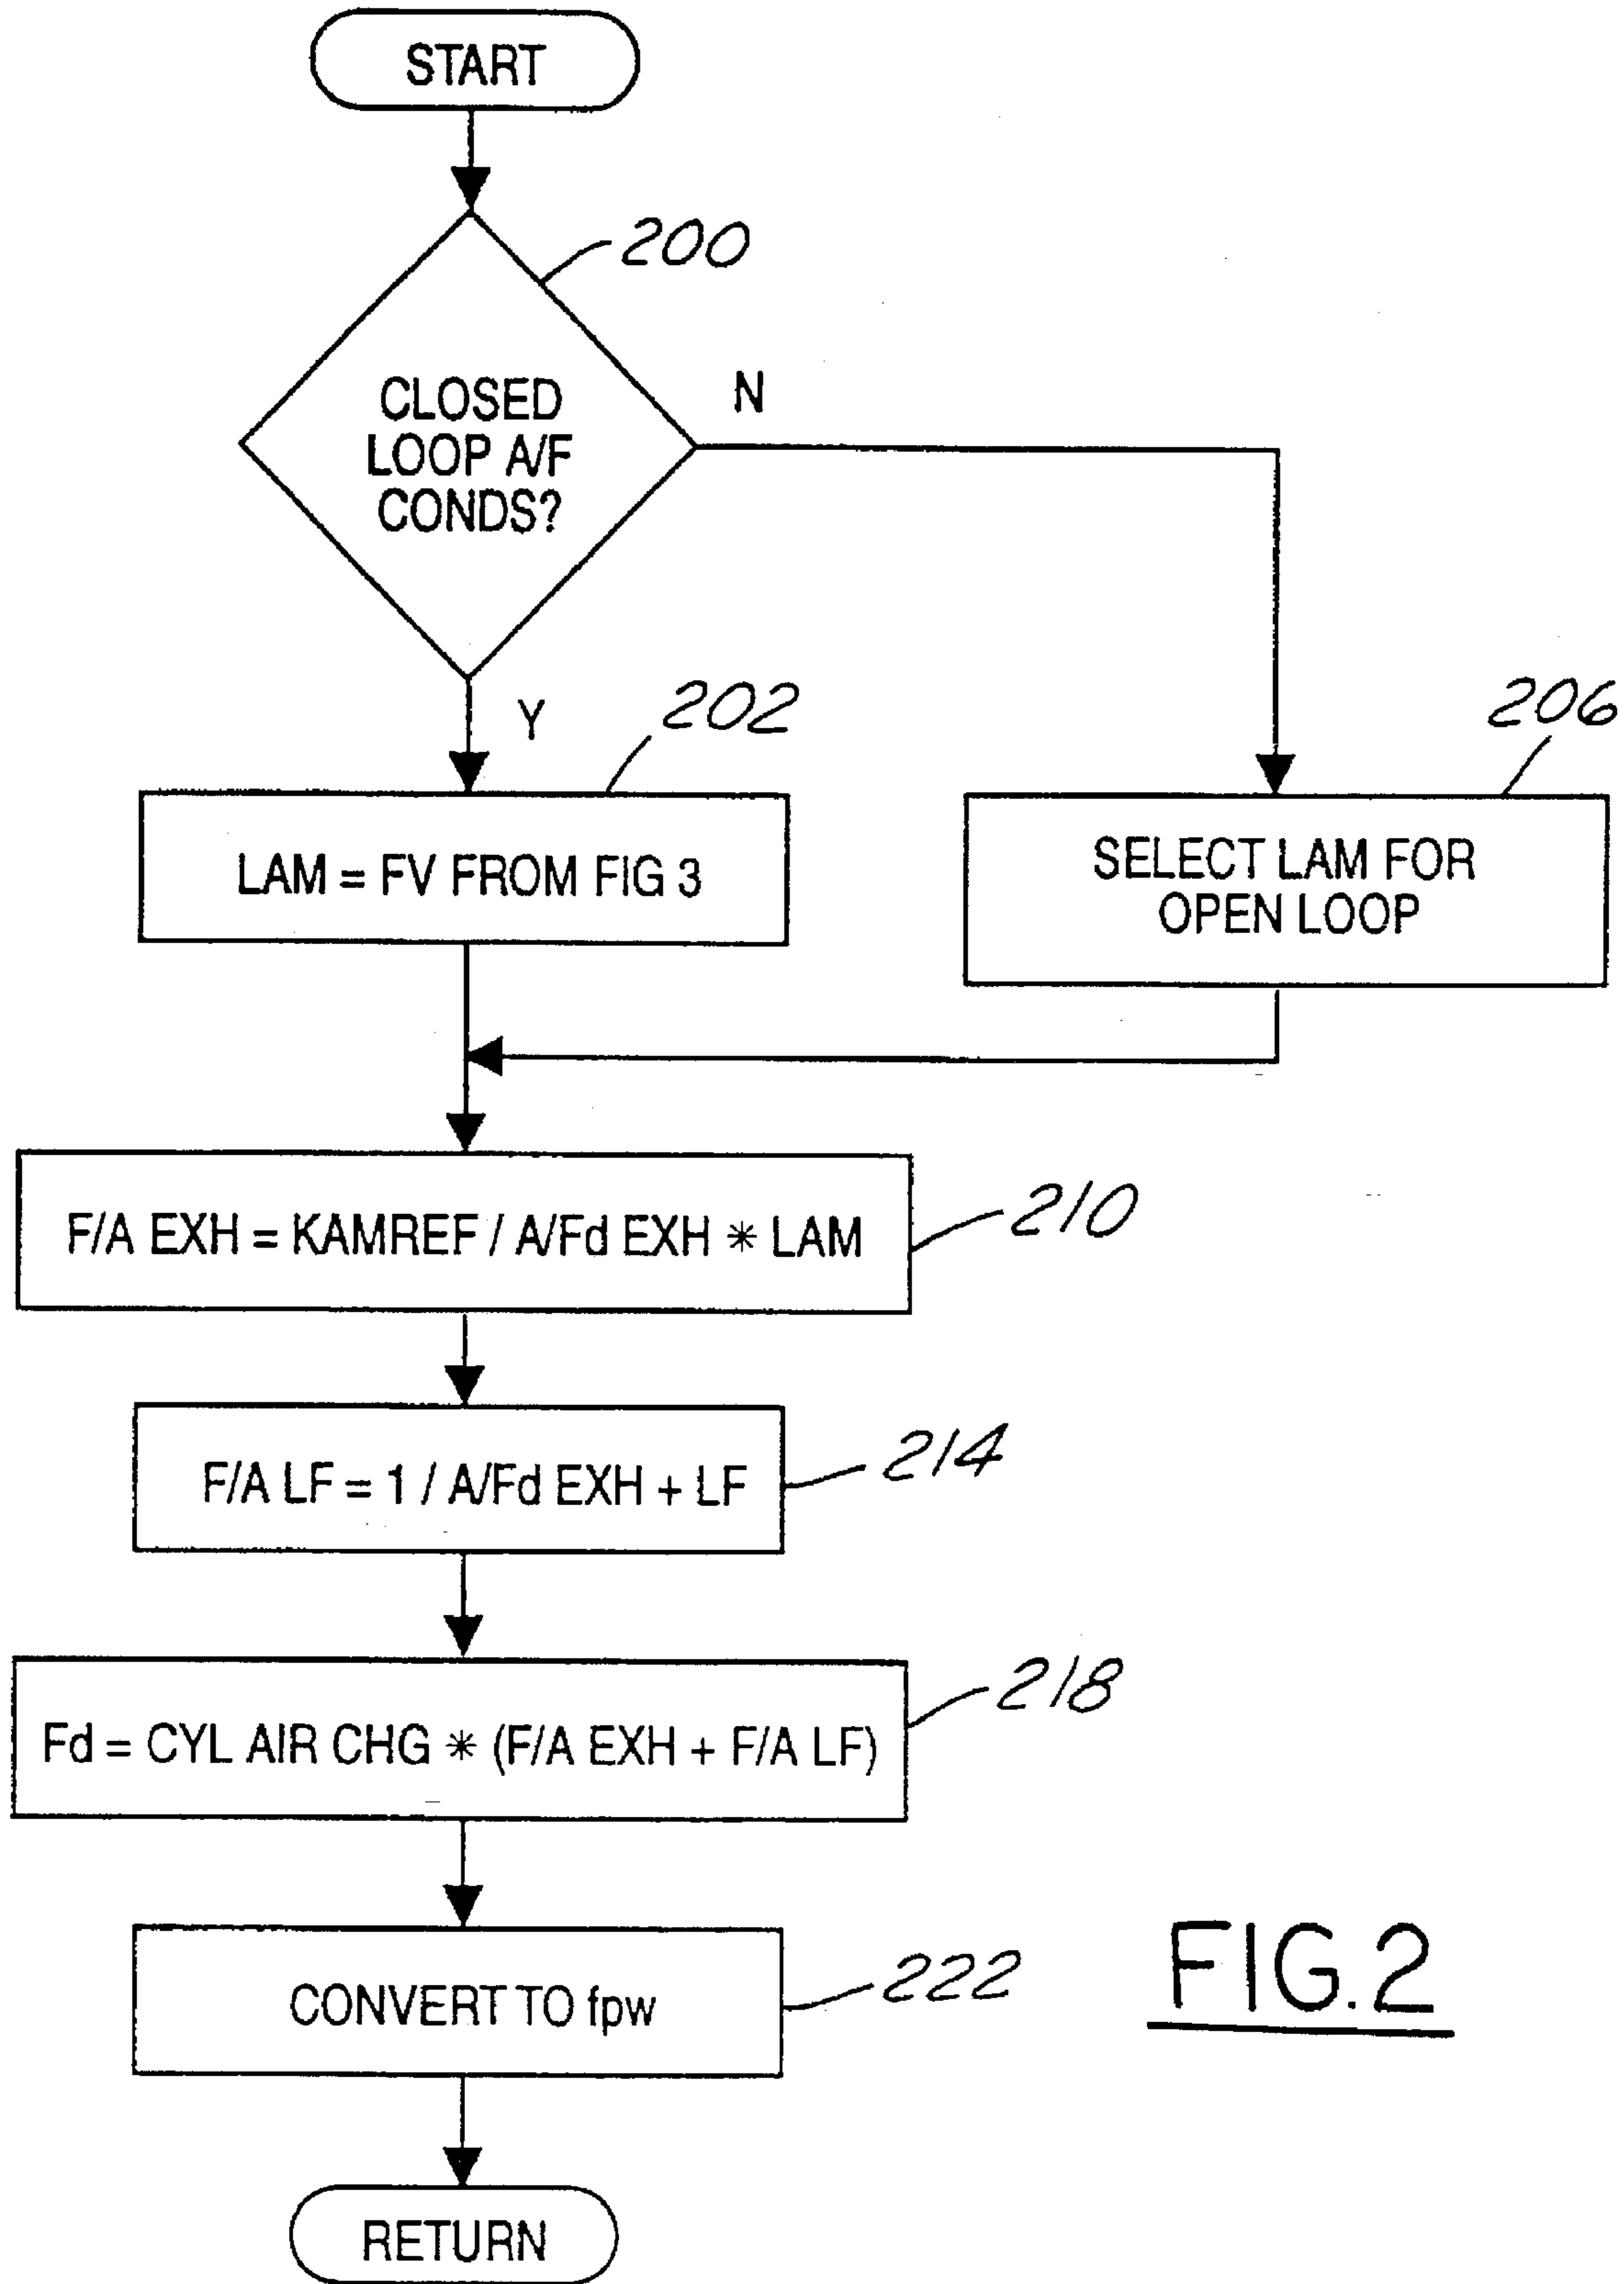 START
200
CLOSED
LOOP A/F
CONDS?
N
Y
202
206
LAM = FV FROM FIG 3
SELECT LAM FOR
OPEN LOOP
F/A EXH = KAMREF / A/Fd EXH * LAM
210
F/A LF = 1 / A/Fd EXH + LF
214
Fd = CYL AIR CHG * (F/A EXH + F/A LF)
218
CONVERT TO fpw
222
FIG.2
RETURN